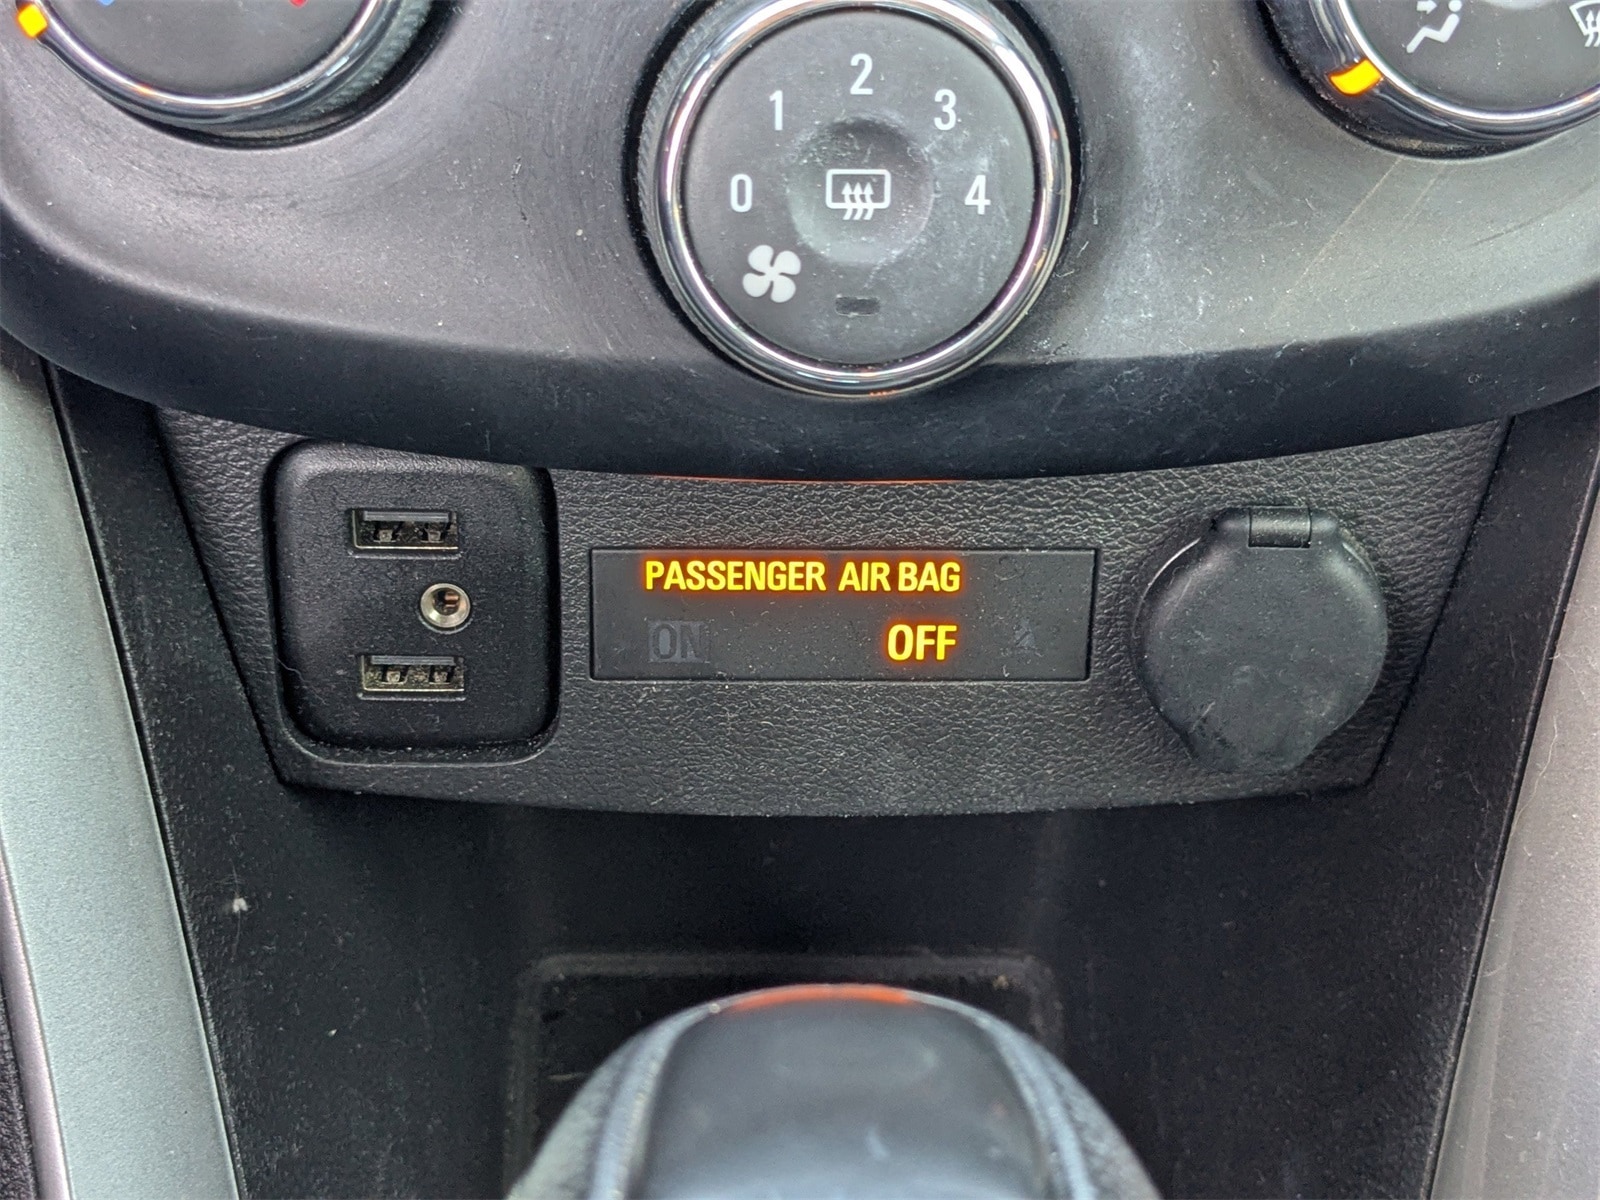 2
1 3
0 4
PASSENGER AIR BAG
ON OFF